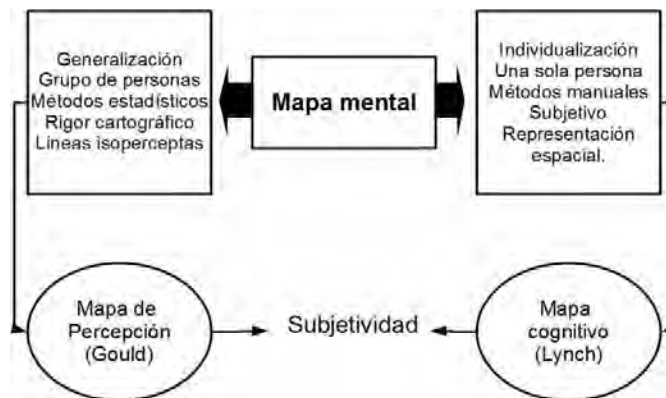 Generalización
Grupo de personas
Métodos estadísticos
Rigor cartográfico
Líneas isoperceptas
Mapa mental
Individualización
Una sola persona
Métodos manuales
Subjetivo
Representación
espacial.
Mapa de
Percepción
(Gould)
Subjetividad
Mapa
cognitivo
(Lynch)